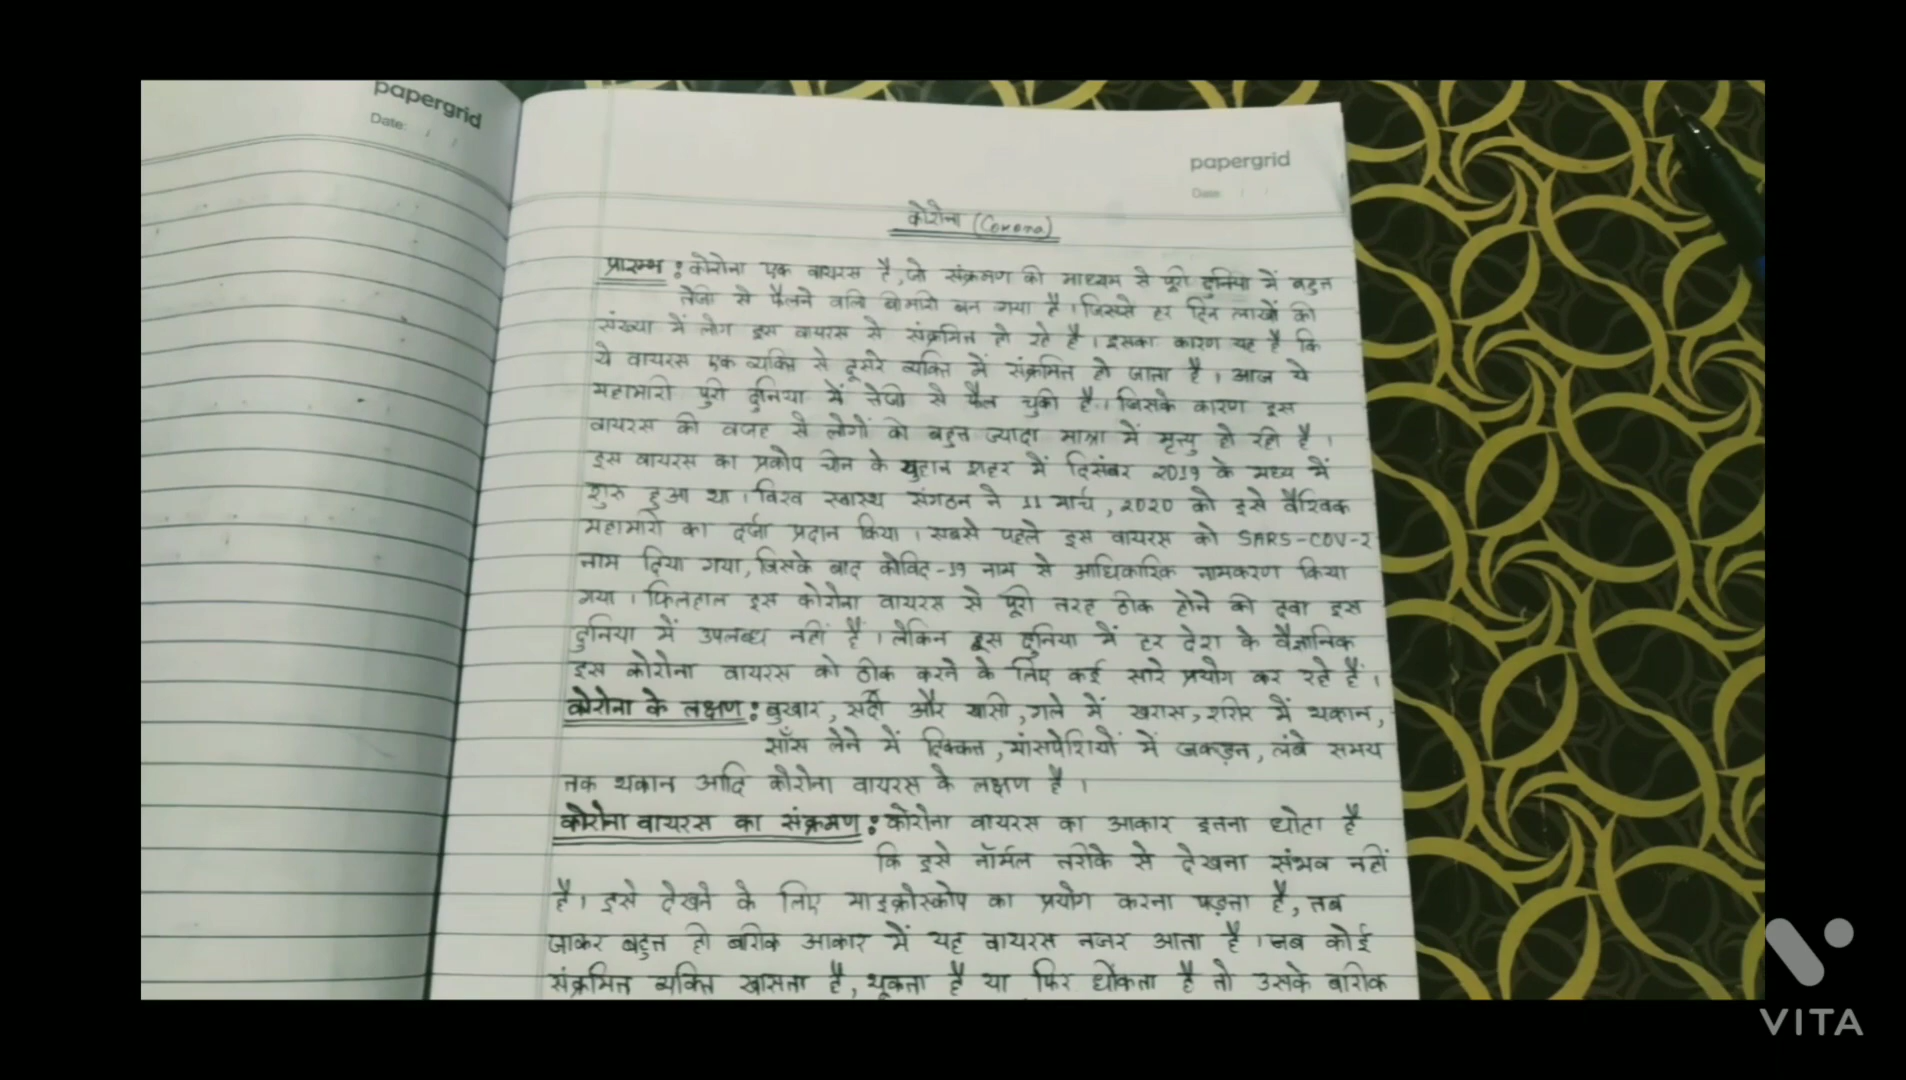 papergrid
Date: / /
papergrid
Date: / /
कोरोना (Corona)
प्रारम्भ : कोरोना एक वायरस है, जो संक्रमण की माध्यम से पूरी दुनिया में बहुत
तेजी से फैलने वाली बीमारी बन गया है। जिससे हर दिन लाखों की
संख्या में लोग इस वायरस से संक्रमित हो रहे है। इसका कारण यह है कि
ये वायरस एक व्यक्ति से दूसरे व्यक्ति में संक्रमित हो जाता है। आज ये
महामारी पुरी दुनिया में तेजी से फैल चुकी है। जिसके कारण इस
वायरस की वजह से लोगों की बहुत ज्यादा मात्रा में मृत्यु हो रही है।
इस वायरस का प्रकोप चीन के वुहान शहर में दिसंबर 2019 के मध्य में
शुरु हुआ था। विश्व स्वास्थ संगठन ने 11 मार्च, 2020 को इसे वैश्विक
महामारी का दर्जा प्रदान किया। सबसे पहले इस वायरस को SARS-COV-2
नाम दिया गया, जिसके बाद कोविद-19 नाम से आधिकारिक नामकरण किया
गया। फिलहाल इस कोरोना वायरस से पूरी तरह ठीक होने की दवा इस
दुनिया में उपलब्ध नहीं हैं। लेकिन इस दुनिया में हर देश के वैज्ञानिक
इस कोरोना वायरस को ठीक करने के लिए कई सारे प्रयोग कर रहे हैं।
कोरोना के लक्षण : बुखार, सर्दी और खासी, गले में खरास, शरीर में थकान,
साँस लेने में दिक्कत, मांसपेशियों में जकड़न, लंबे समय
तक थकान आदि कोरोना वायरस के लक्षण है।
कोरोना वायरस का संक्रमण : कोरोना वायरस का आकार इतना छोटा है
कि इसे नॉर्मल तरीके से देखना संभव नहीं
है। इसे देखने के लिए माइक्रोस्कोप का प्रयोग करना पड़ता है, तब
जाकर बहुत ही बारीक आकार में यह वायरस नजर आता है। जब कोई
संक्रमित व्यक्ति खासता है, थूकता है या फिर छींकता है तो उसके बारीक
VITA